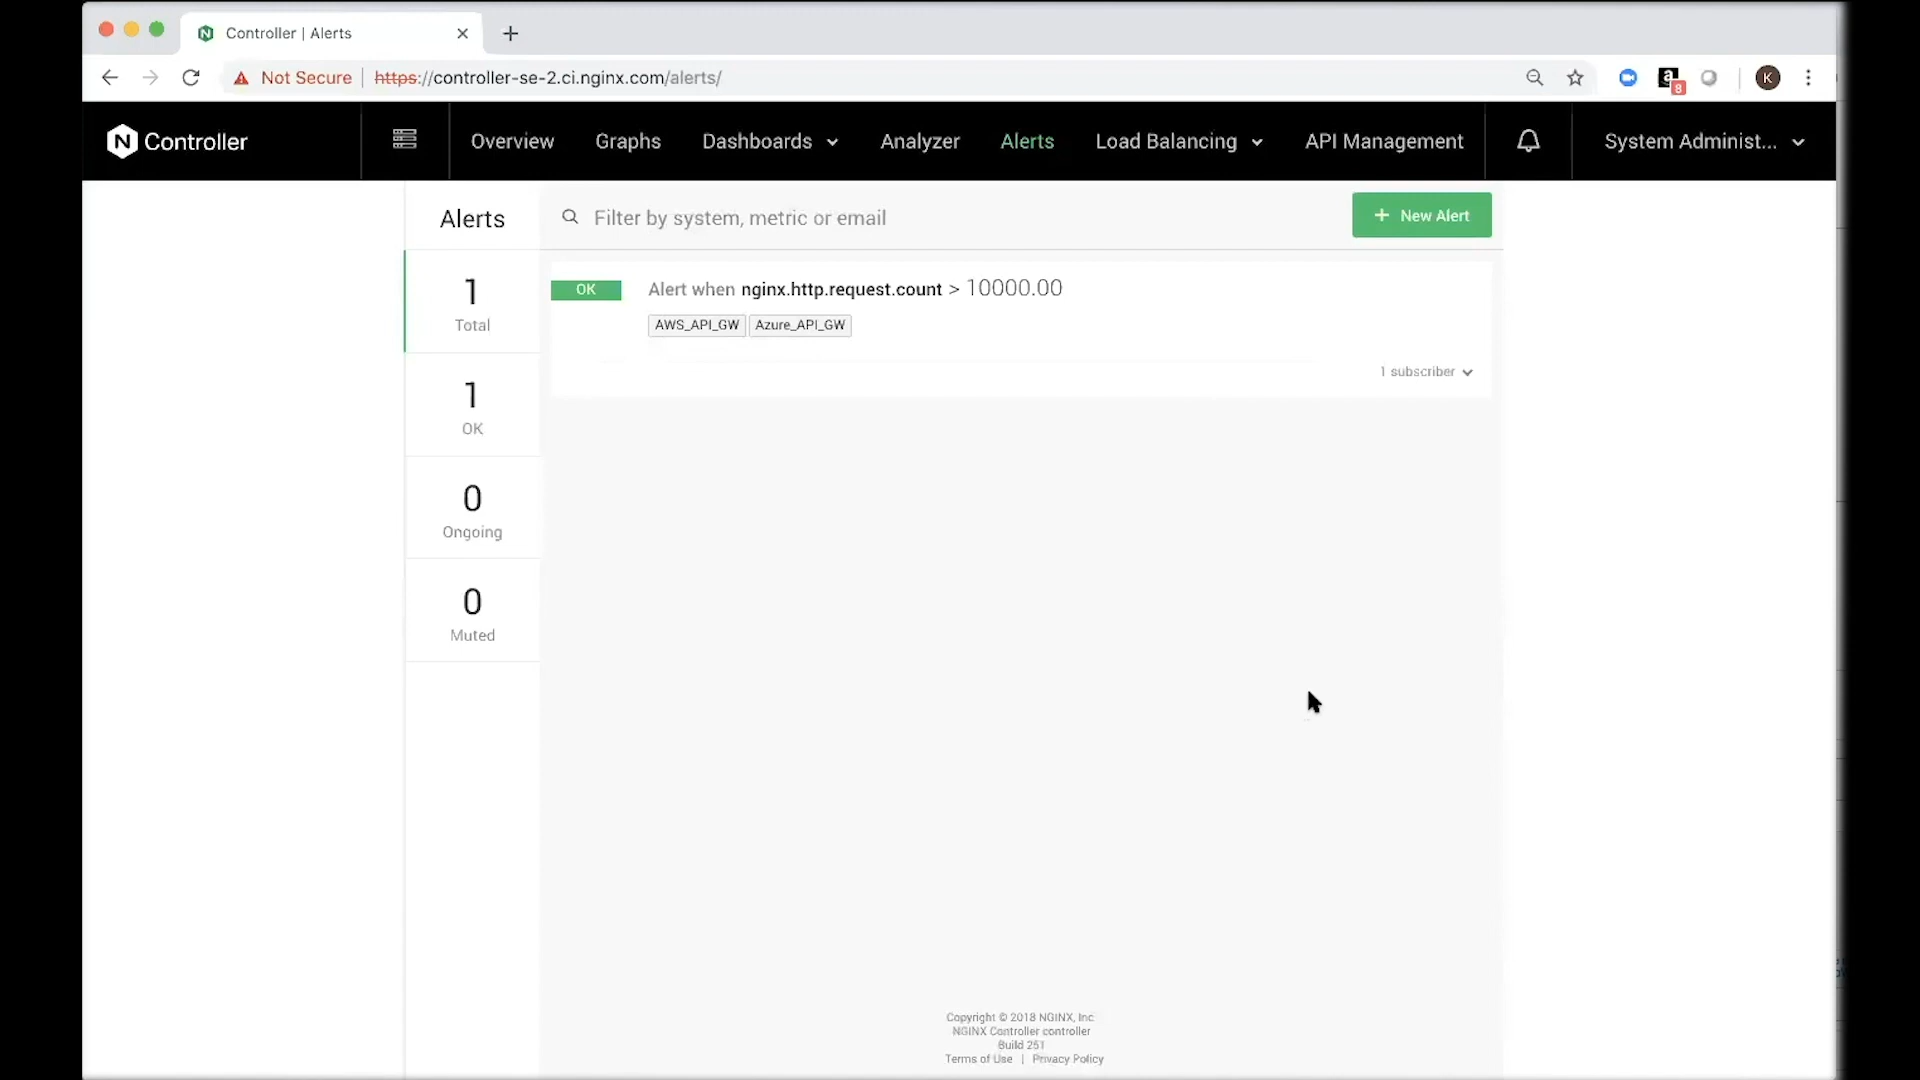 Controller | Alerts
Not Secure https://controller-se-2.ci.nginx.com/alerts/
a 8 K
N Controller Overview Graphs Dashboards Analyzer Alerts Load Balancing API Management System Administ...
Alerts
Filter by system, metric or email
+ New Alert
1
Total
1
OK
0
Ongoing
0
Muted
OK Alert when nginx.http.request.count > 10000.00
AWS_API_GW Azure_API_GW
1 subscriber
Copyright © 2018 NGINX, Inc
NGINX Controller controller
Build 251
Terms of Use | Privacy Policy